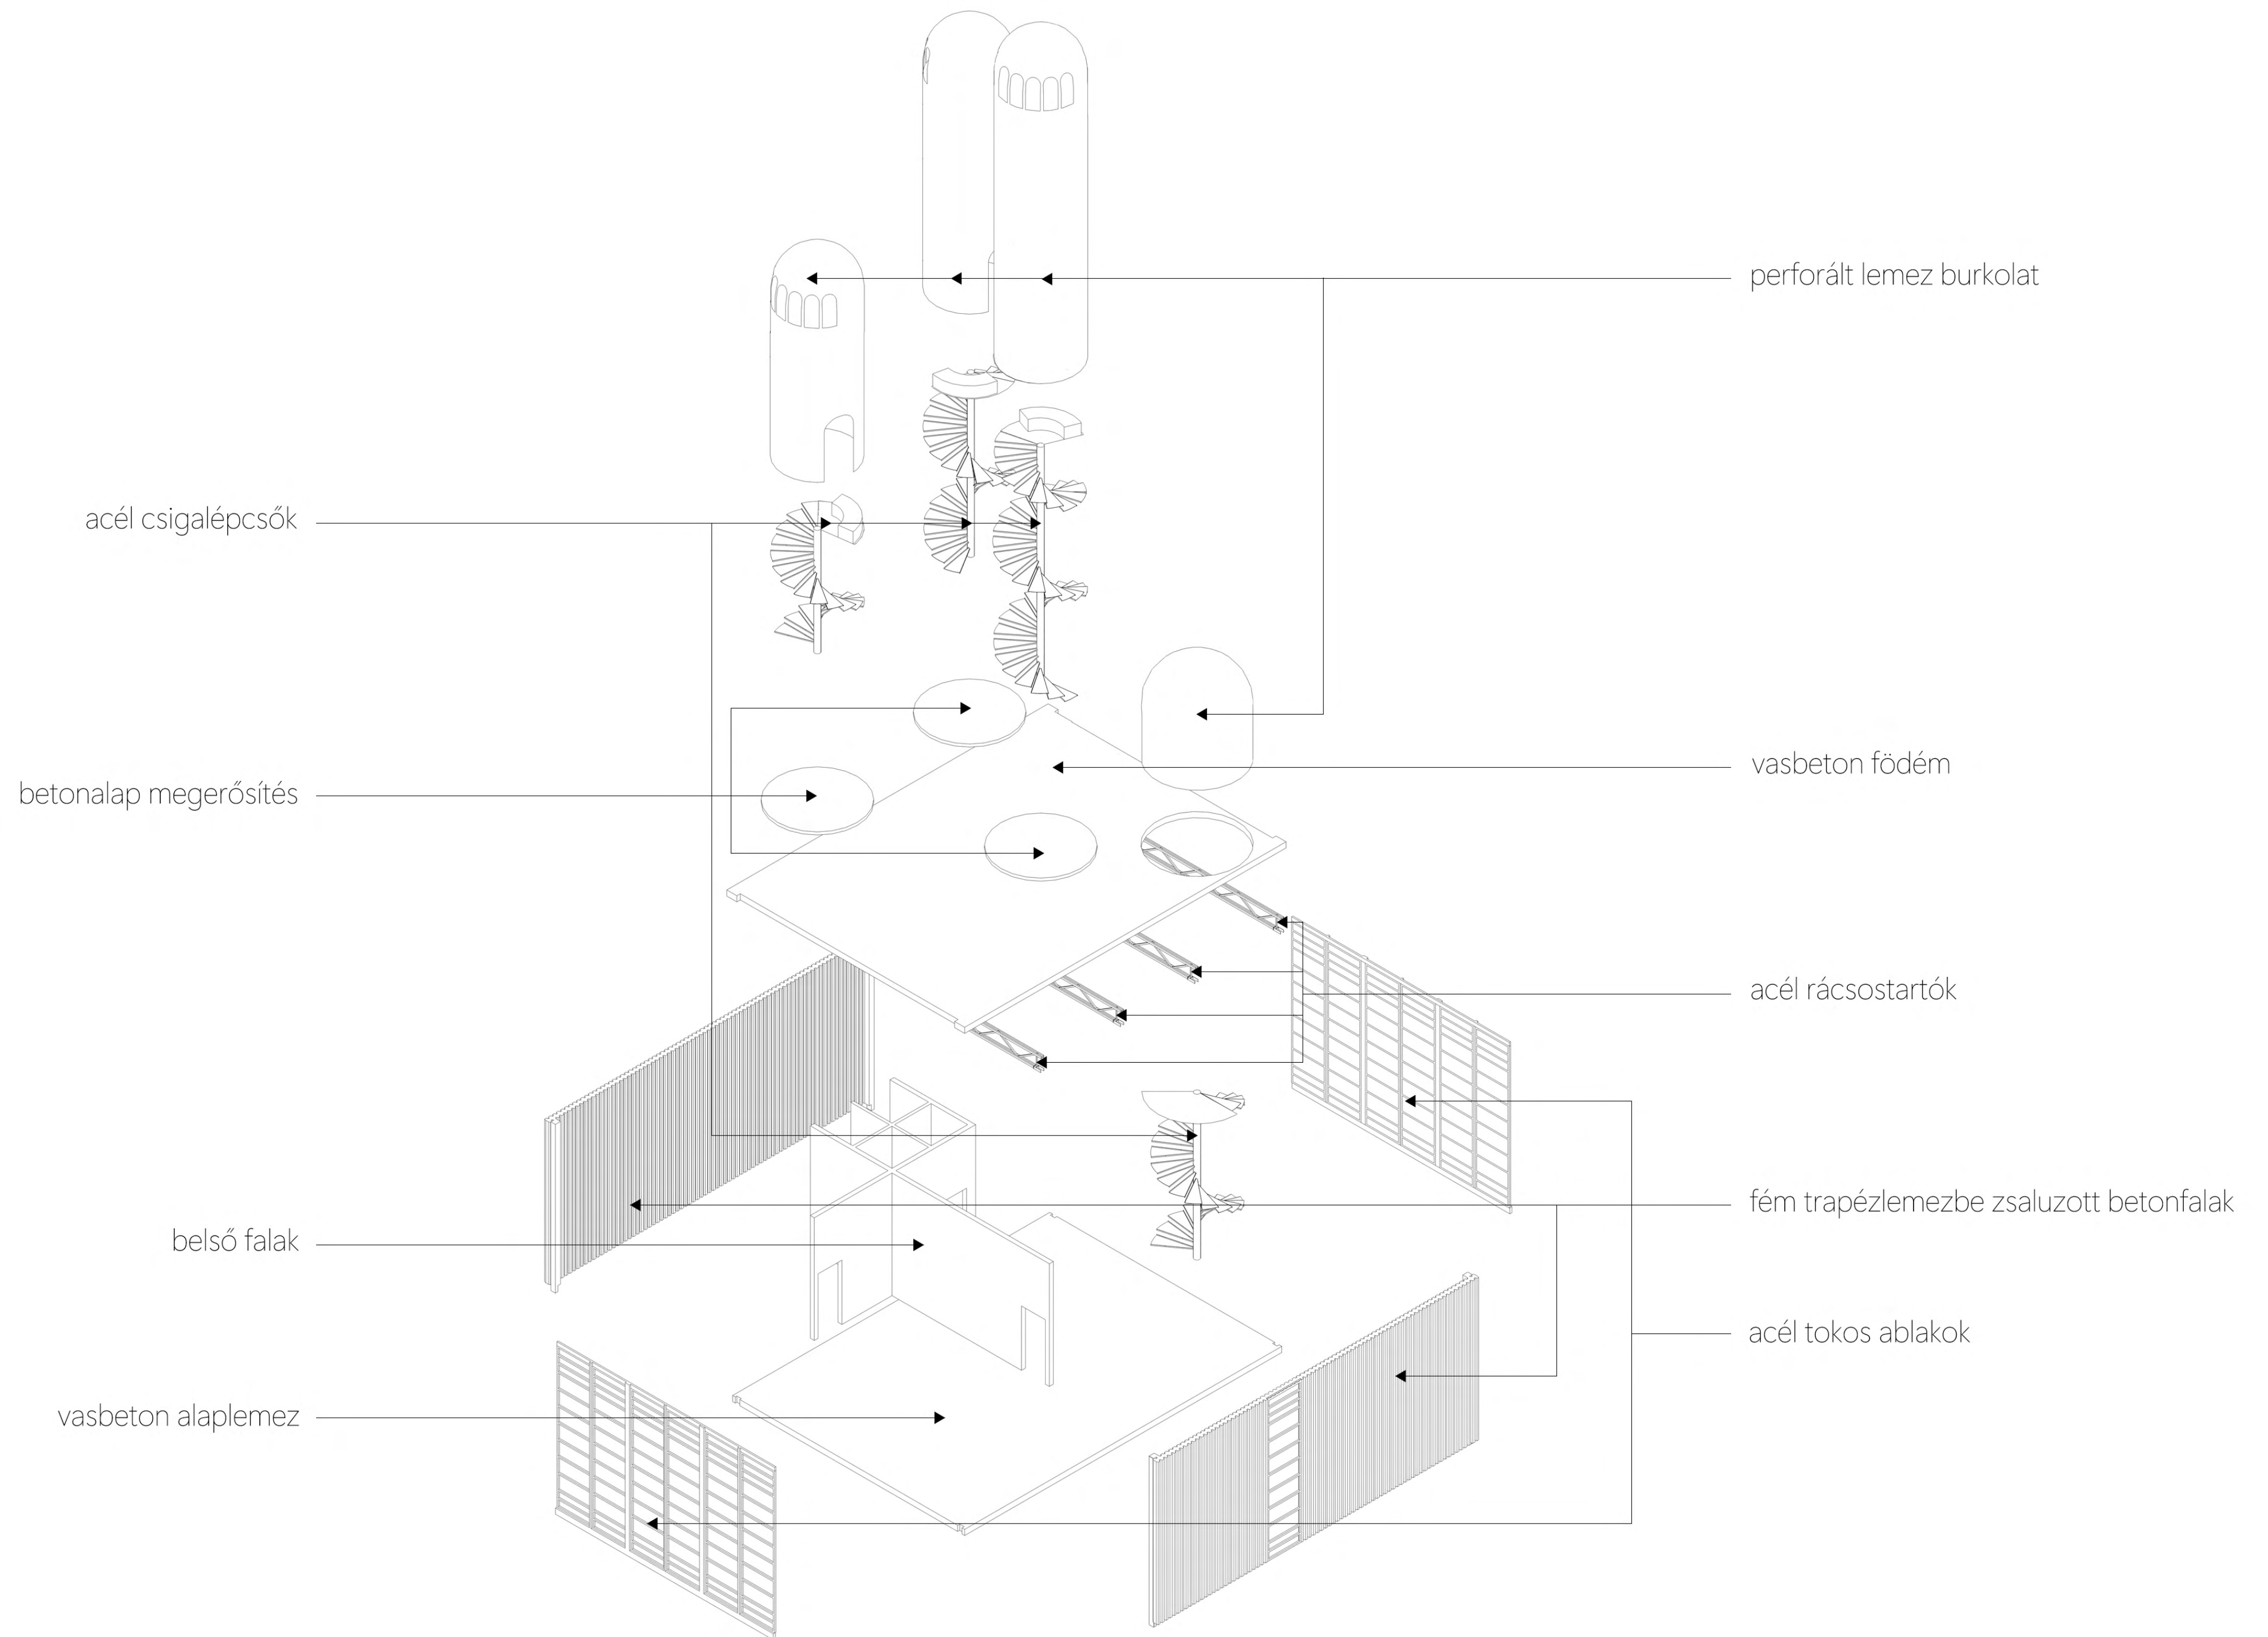 perforált lemez burkolat
acél csigalépcsők
vasbeton födém
betonalap megerősítés
acél rácsostartók
fém trapézlemezbe zsaluzott betonfalak
belső falak
acél tokos ablakok
vasbeton alaplemez